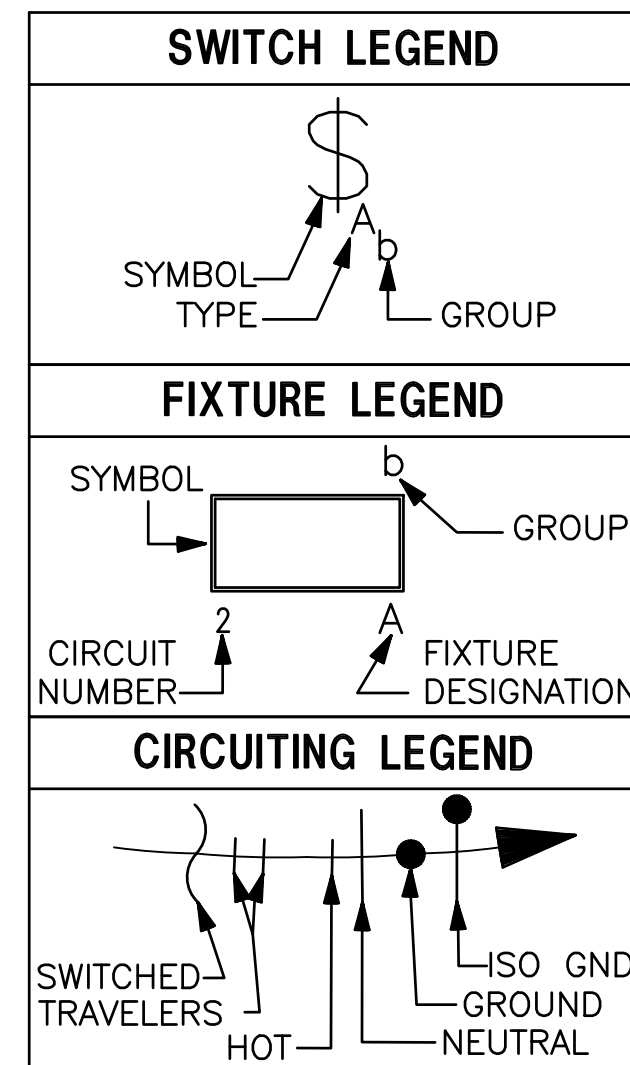 SWITCH LEGEND
$
A
b
SYMBOL
TYPE
GROUP
FIXTURE LEGEND
b
SYMBOL
GROUP
2
A
CIRCUIT
NUMBER
FIXTURE
DESIGNATION
CIRCUITING LEGEND
SWITCHED
TRAVELERS
HOT
ISO GND
GROUND
NEUTRAL